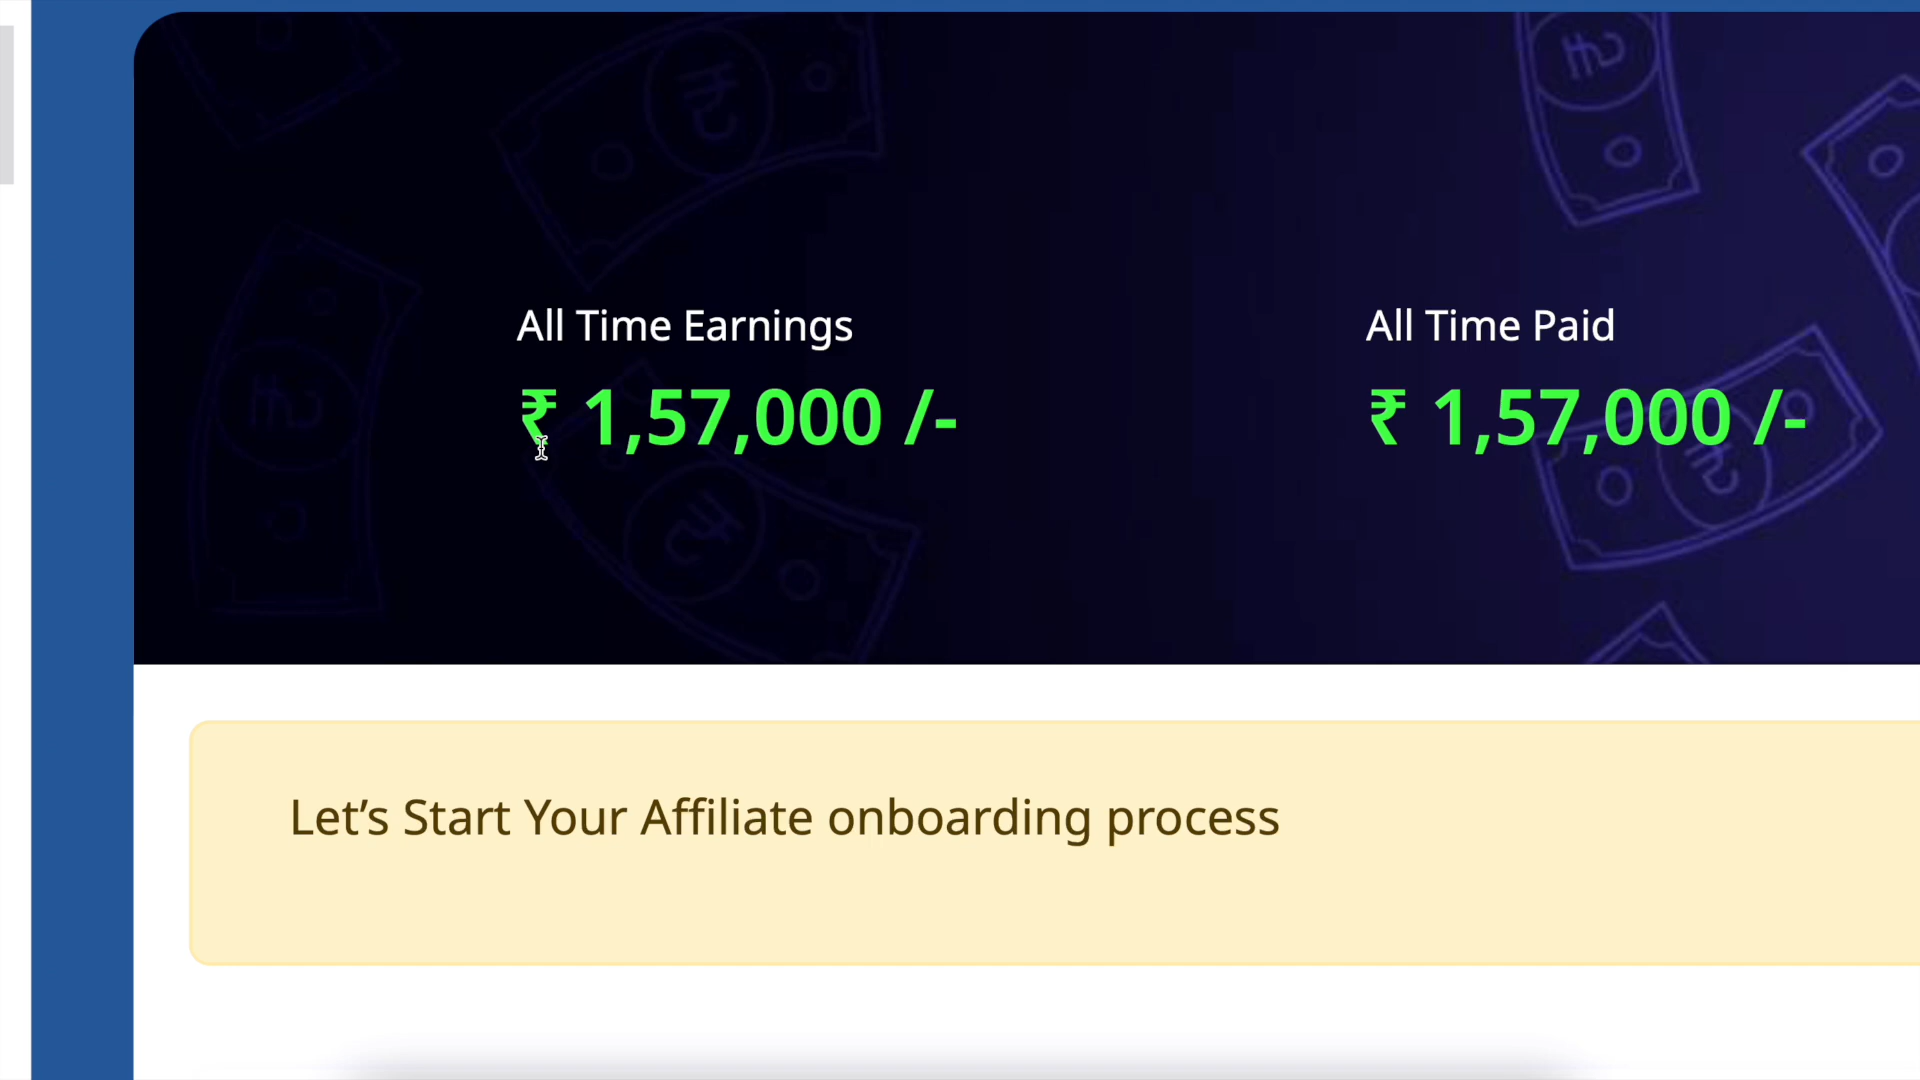 All Time Earnings
₹ 1,57,000 /-
All Time Paid
₹ 1,57,000 /-
Let’s Start Your Affiliate onboarding process